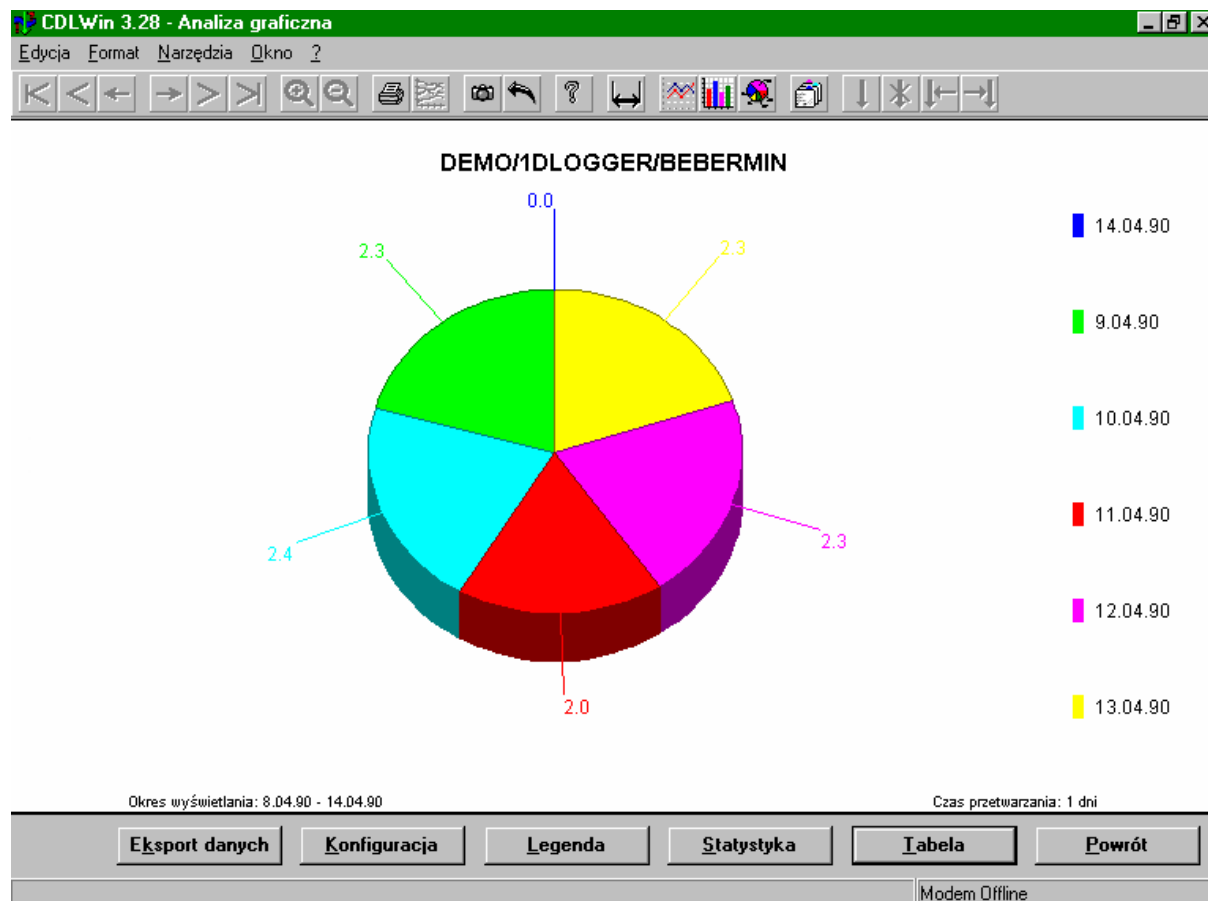 CDLWin 3.28 - Analiza graficzna
Edycja Format Narzędzia Okno ?
DEMO/1DLOGGER/BEBERMIN
0.0
2.3
2.3
2.4
2.3
2.0
14.04.90
9.04.90
10.04.90
11.04.90
12.04.90
13.04.90
Okres wyświetlania: 8.04.90 - 14.04.90
Czas przetwarzania: 1 dni
Eksport danych
Konfiguracja
Legenda
Statystyka
Tabela
Powrót
Modem Offline